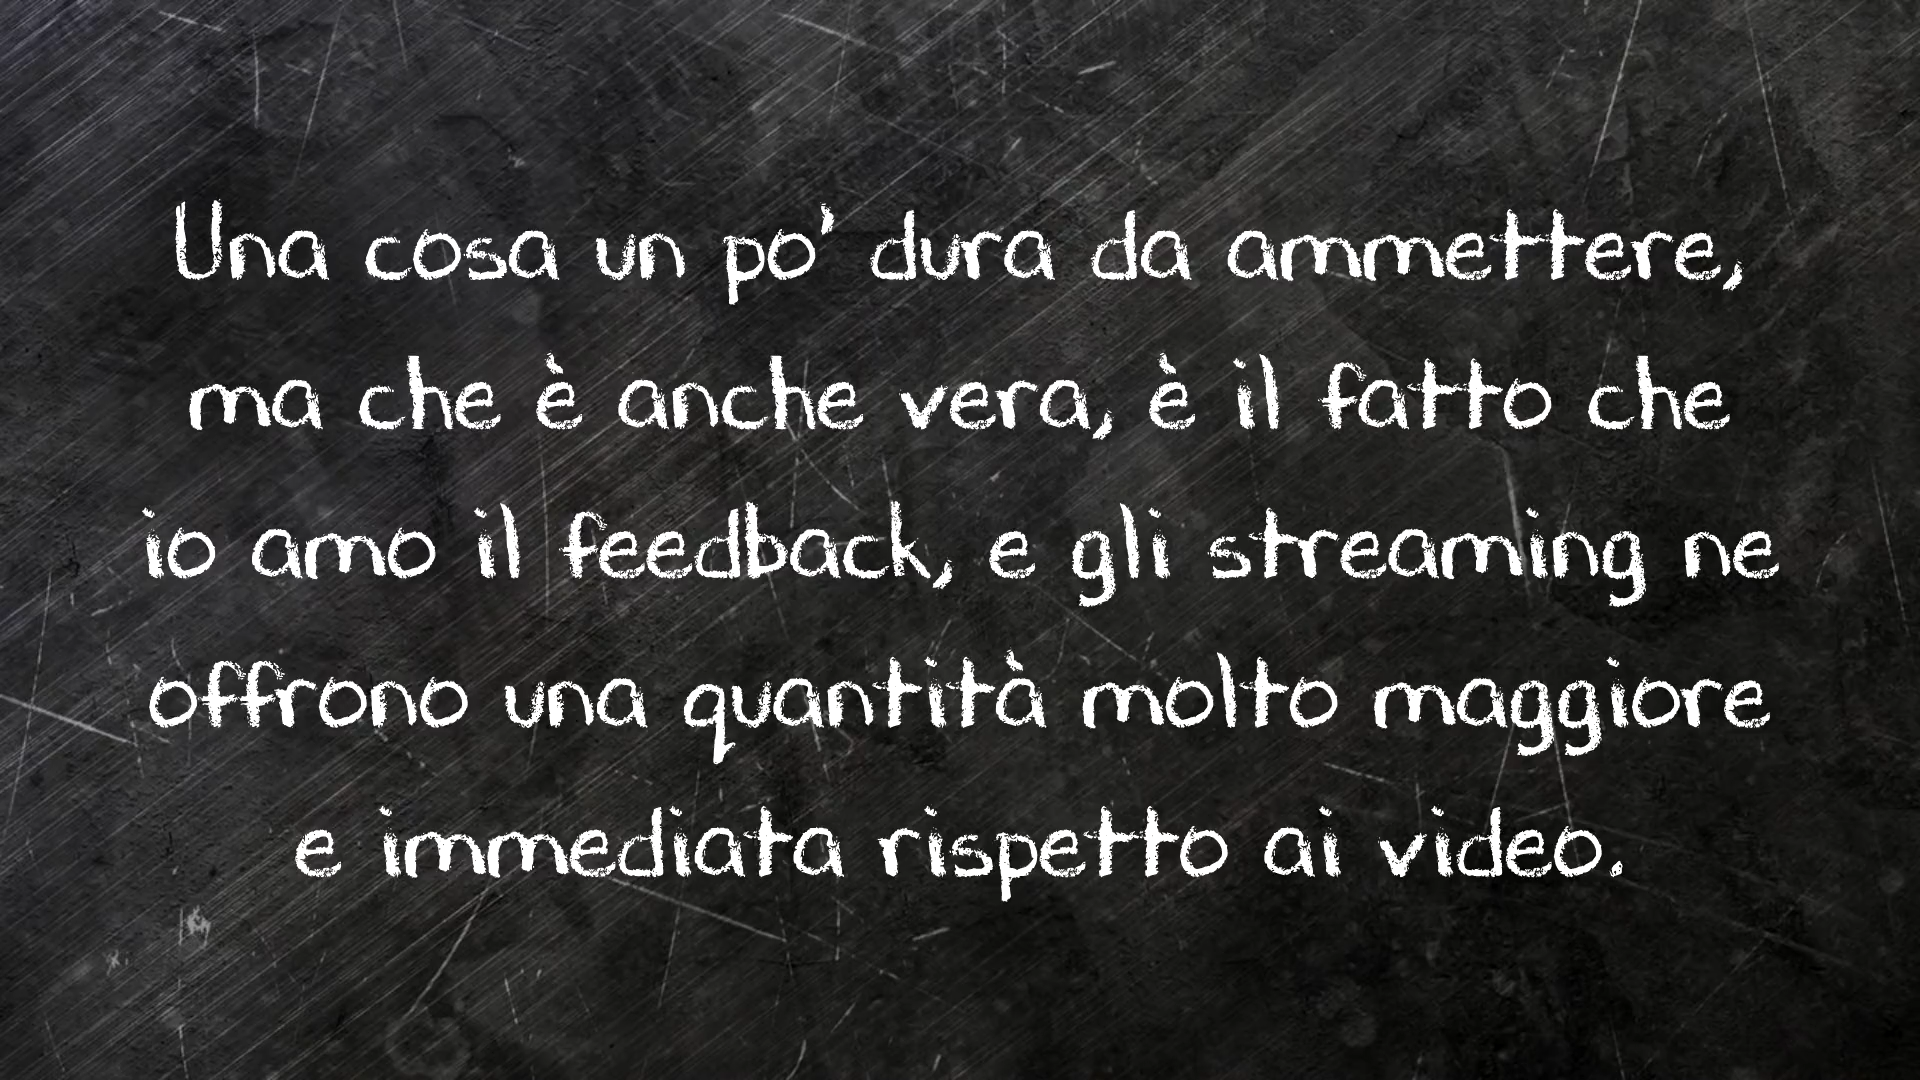 Una cosa un po' dura da ammettere,
ma che è anche vera, è il fatto che
io amo il feedback, e gli streaming ne
offrono una quantità molto maggiore
e immediata rispetto ai video.